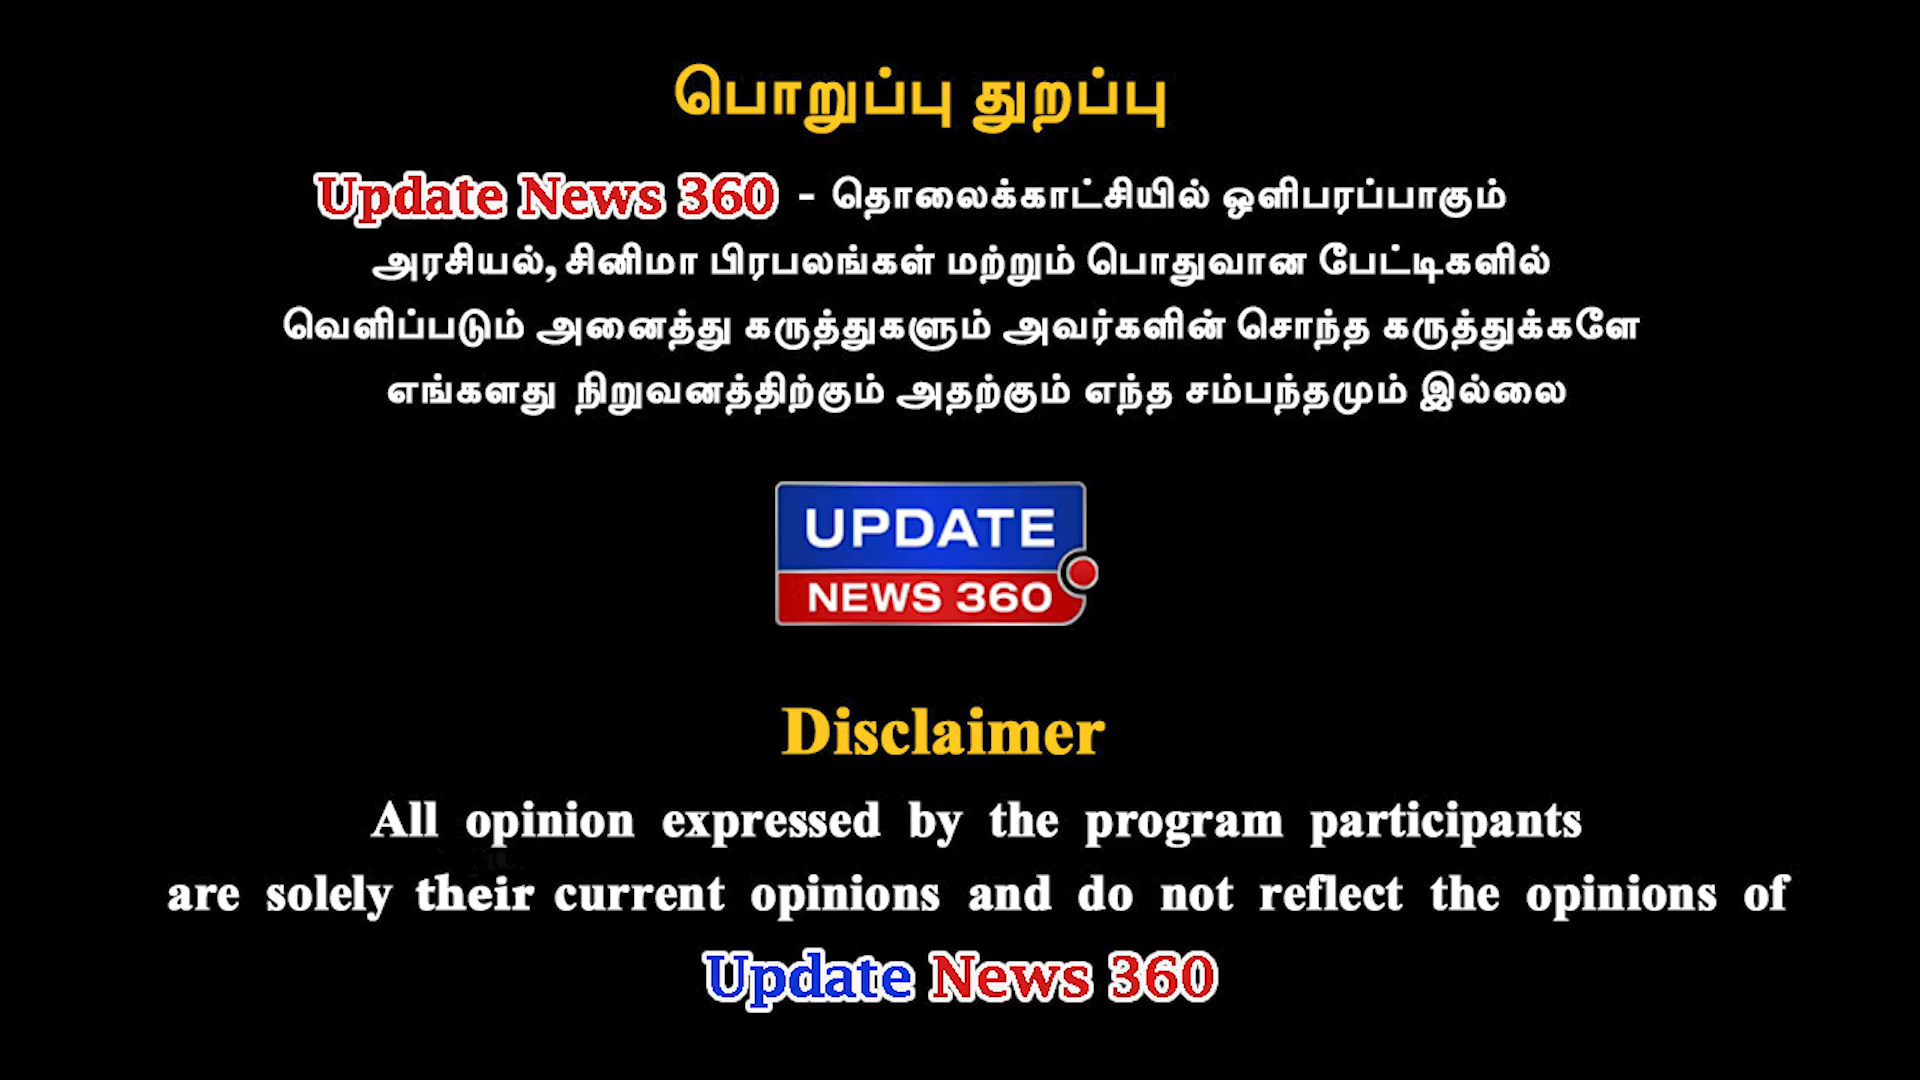 பொறுப்பு துறப்பு
Update News 360 - தொலைக்காட்சியில் ஒளிபரப்பாகும்
அரசியல், சினிமா பிரபலங்கள் மற்றும் பொதுவான பேட்டிகளில்
வெளிப்படும் அனைத்து கருத்துகளும் அவர்களின் சொந்த கருத்துக்களே
எங்களது நிறுவனத்திற்கும் அதற்கும் எந்த சம்பந்தமும் இல்லை
UPDATE
NEWS 360
Disclaimer
All opinion expressed by the program participants
are solely their current opinions and do not reflect the opinions of
Update News 360